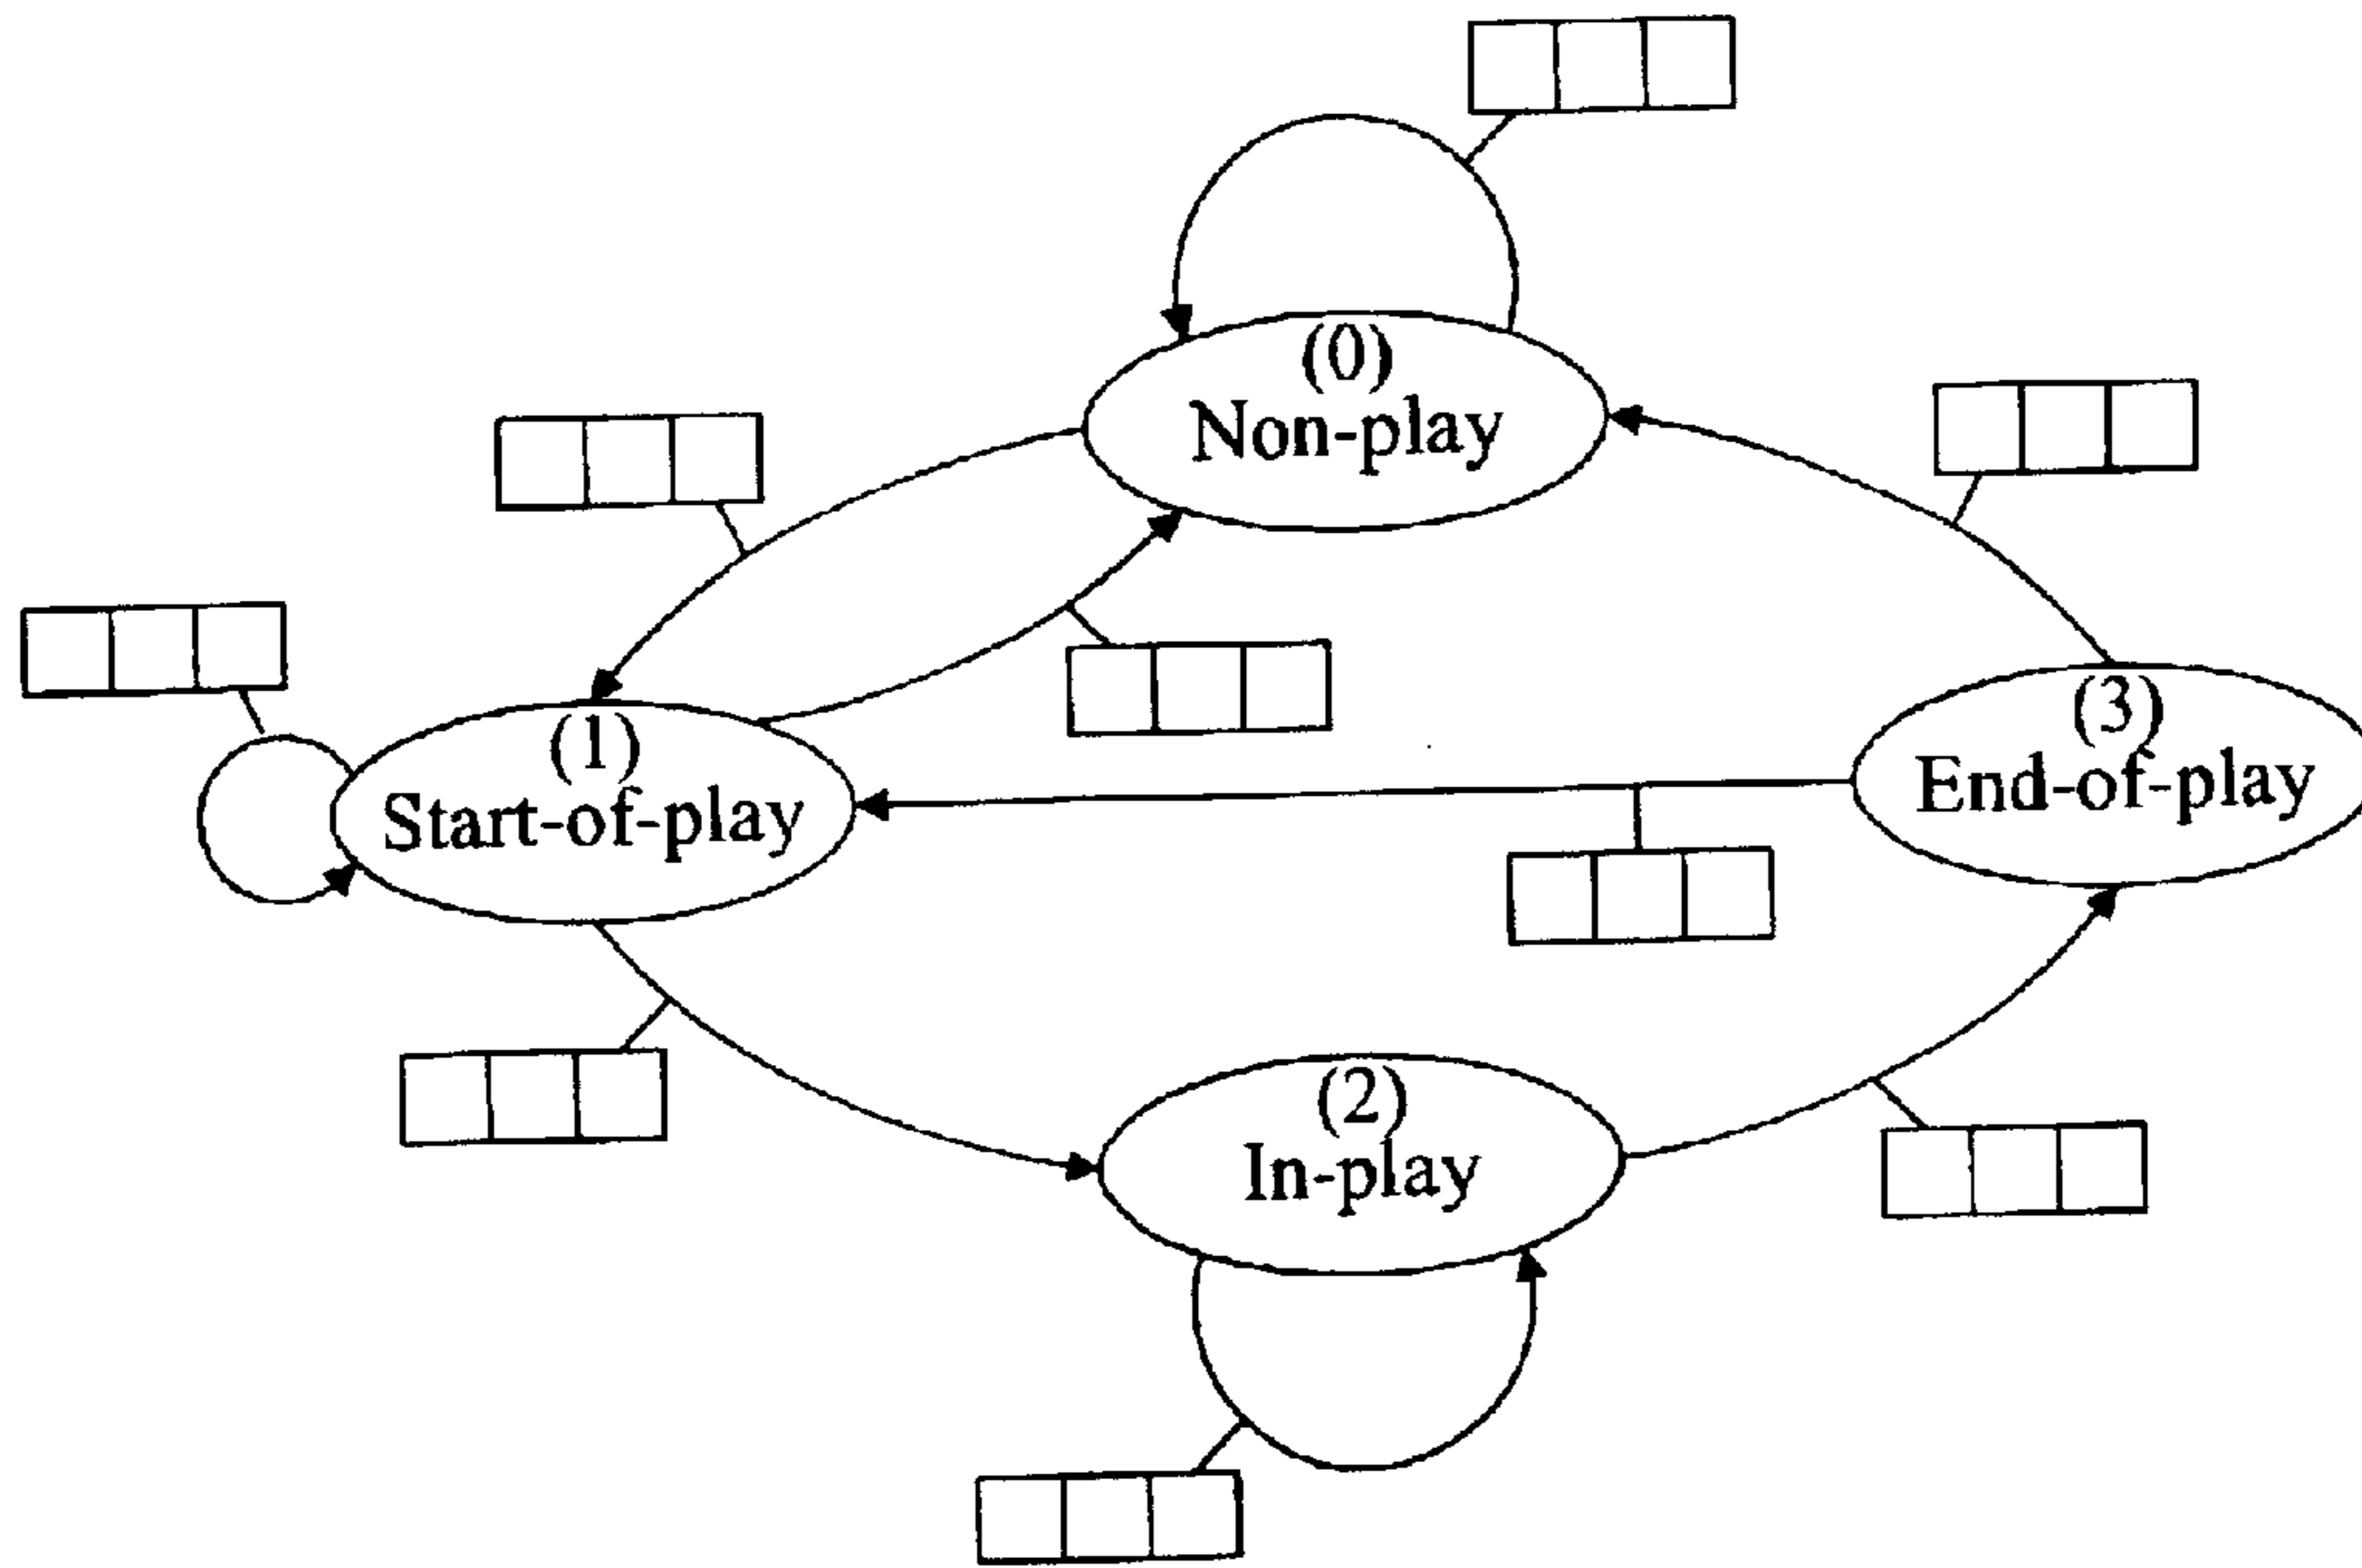 (0)
Non-play
(1)
Start-of-play
(3)
End-of-play
(2)
In-play